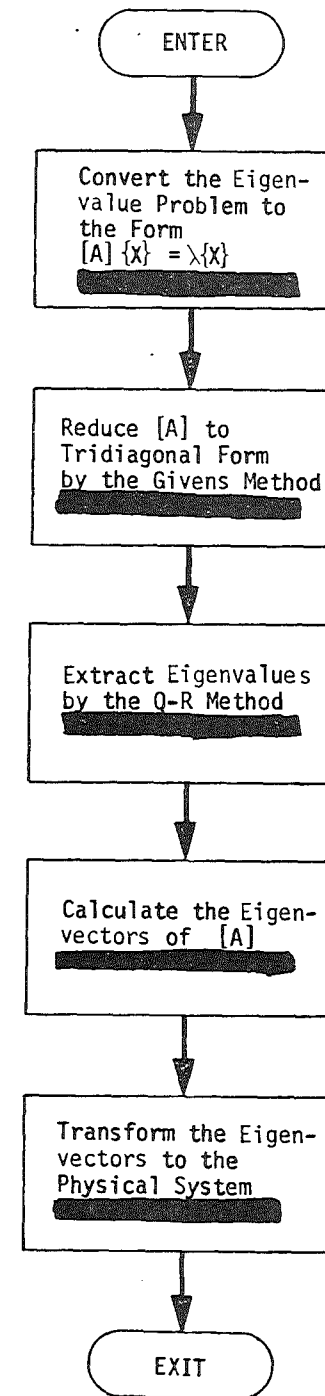 ENTER
Convert the Eigen-
value Problem to
the Form
[A] {X} = λ{X}
Reduce [A] to
Tridiagonal Form
by the Givens Method
Extract Eigenvalues
by the Q-R Method
Calculate the Eigen-
vectors of [A]
Transform the Eigen-
vectors to the
Physical System
EXIT